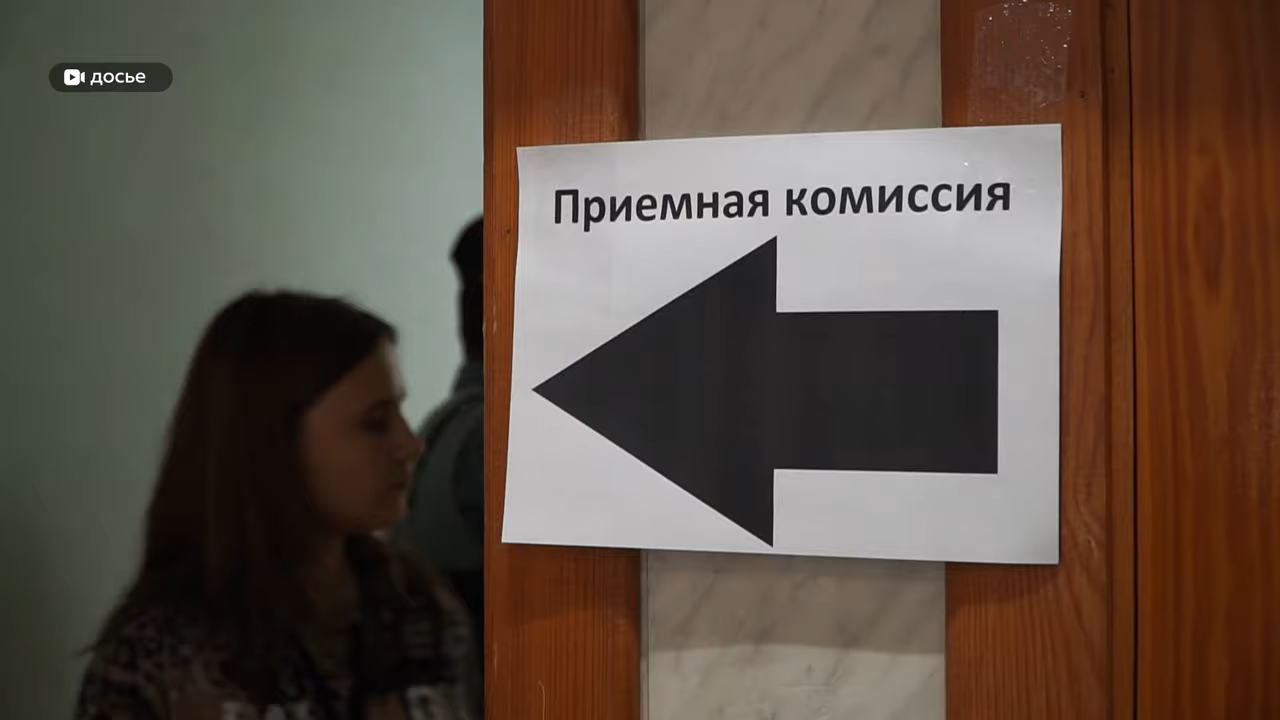 досье
Приемная комиссия